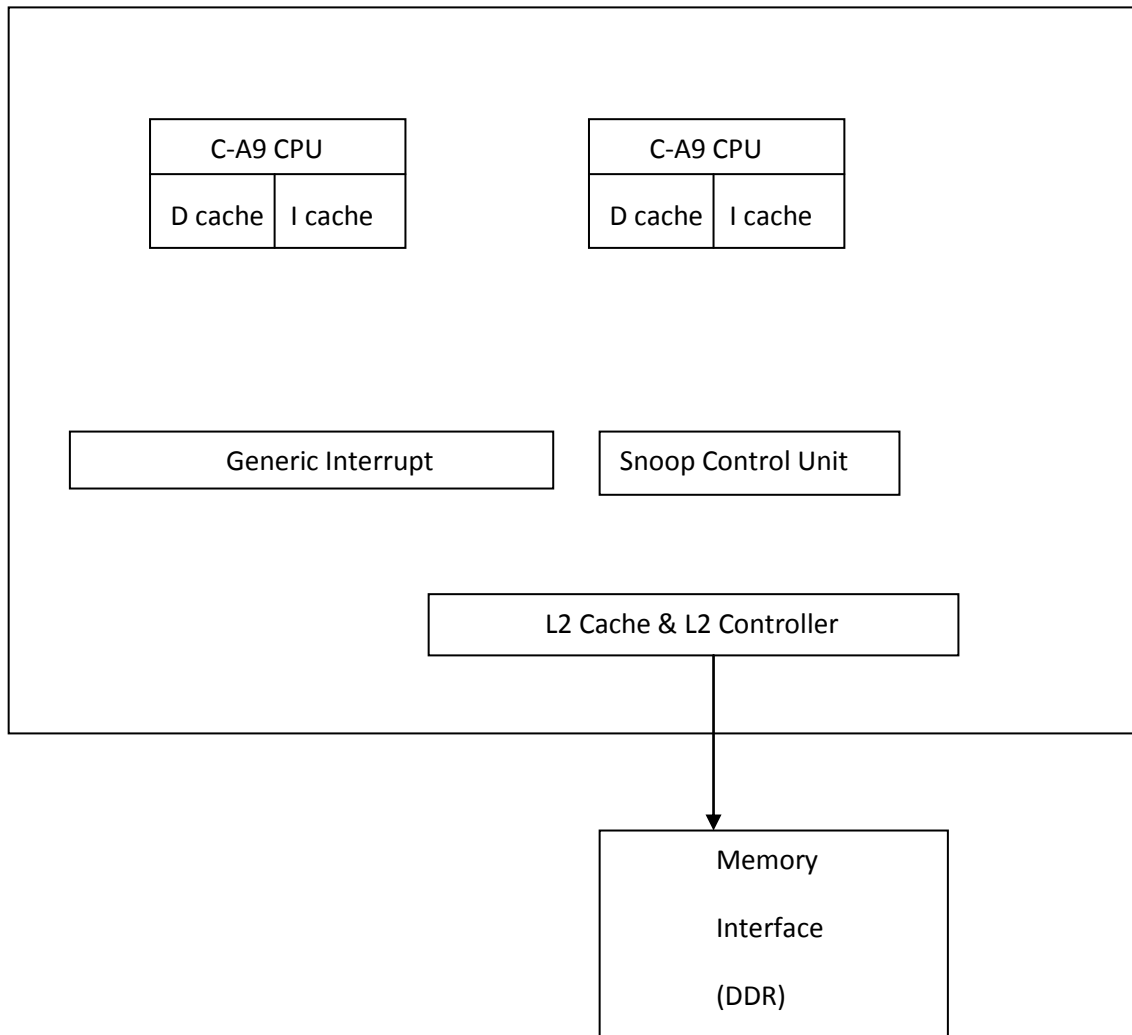 C-A9 CPU
D cache
I cache
C-A9 CPU
D cache
I cache
Generic Interrupt
Snoop Control Unit
L2 Cache & L2 Controller
Memory
Interface
(DDR)